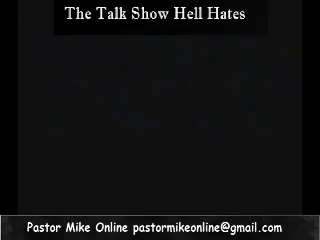 The Talk Show Hell Hates
Pastor Mike Online pastormikeonline@gmail.com